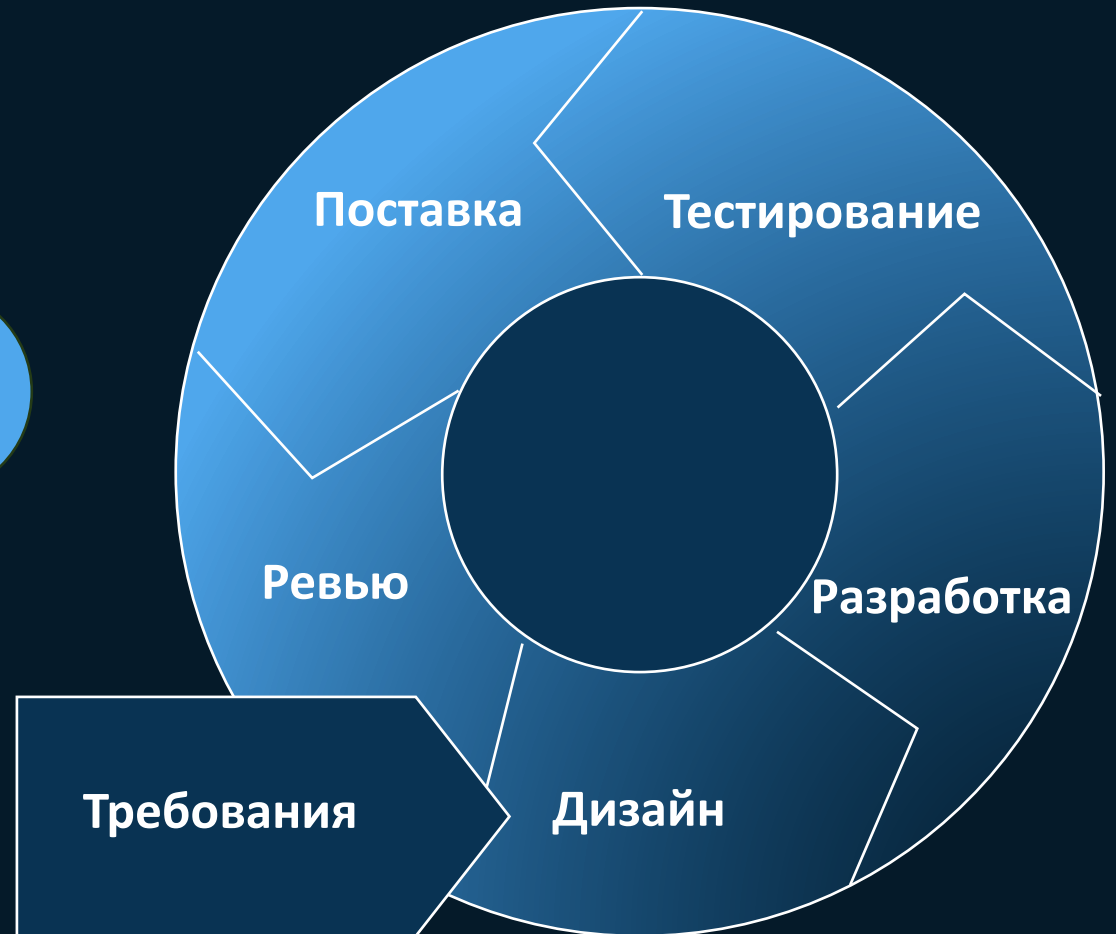 Поставка
Тестирование
Ревью
Разработка
Требования
Дизайн